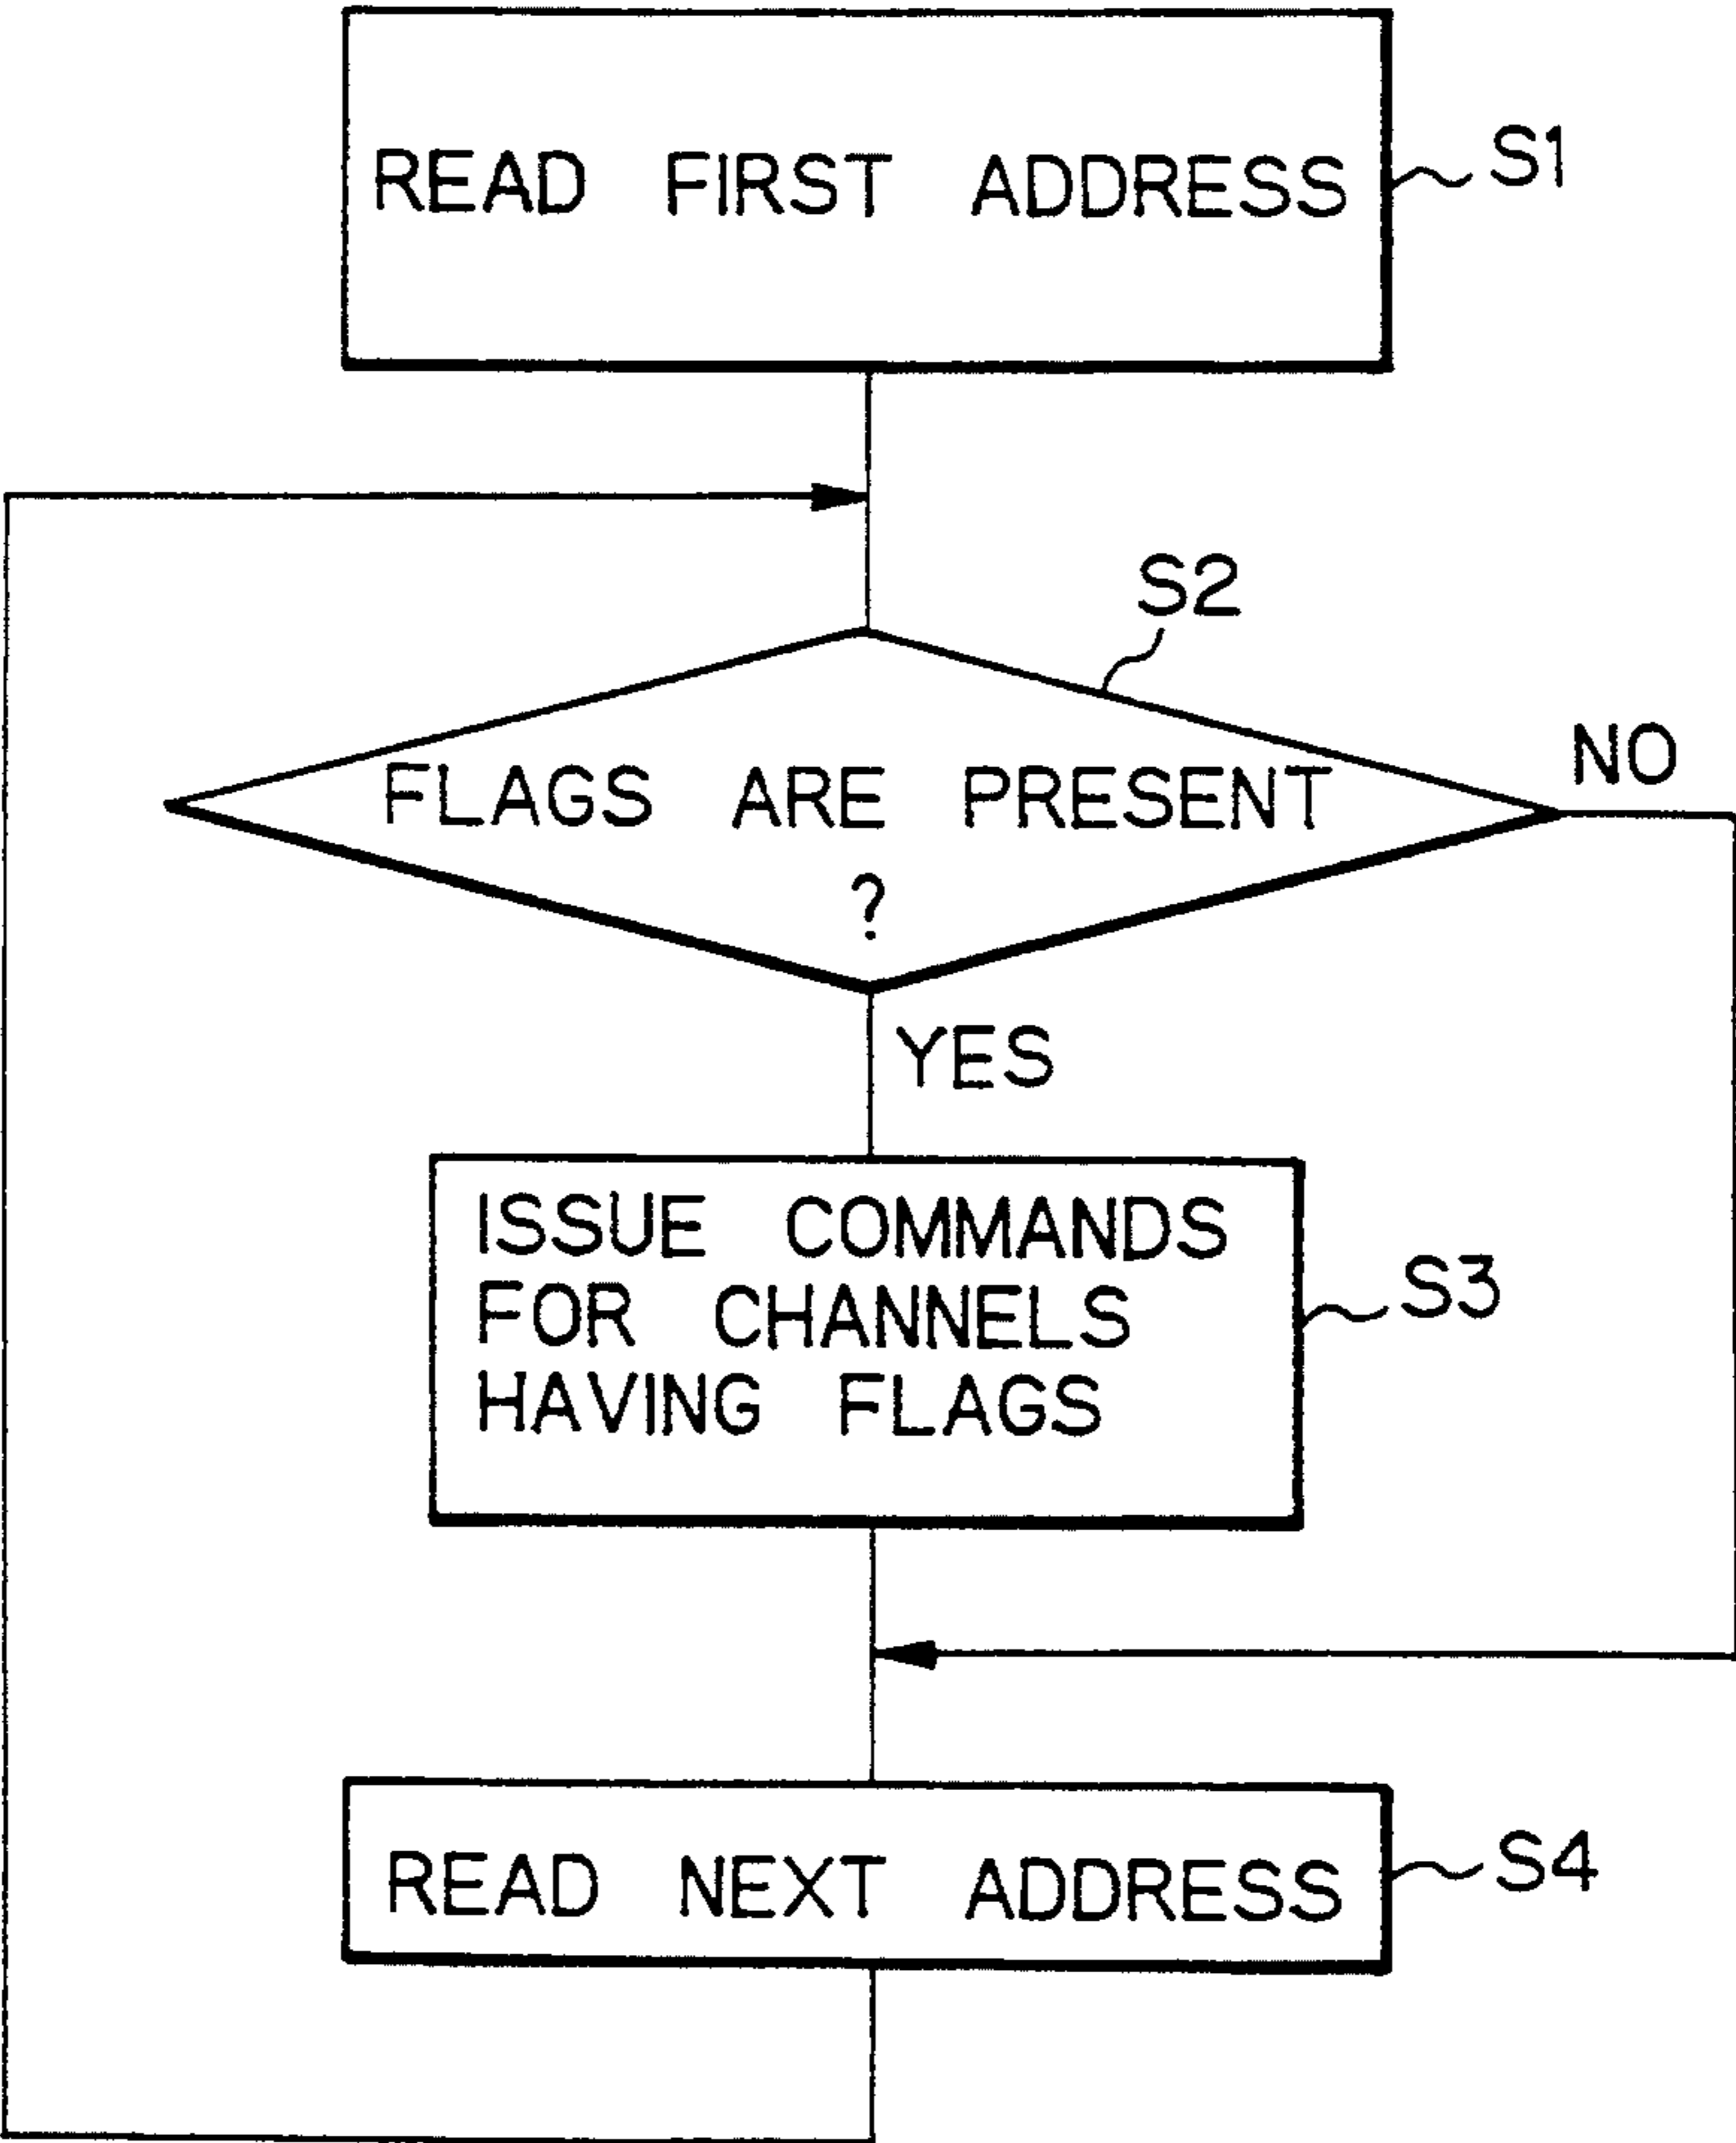 READ FIRST ADDRESS
S1
S2
FLAGS ARE PRESENT
?
NO
YES
ISSUE COMMANDS
FOR CHANNELS
HAVING FLAGS
S3
READ NEXT ADDRESS
S4